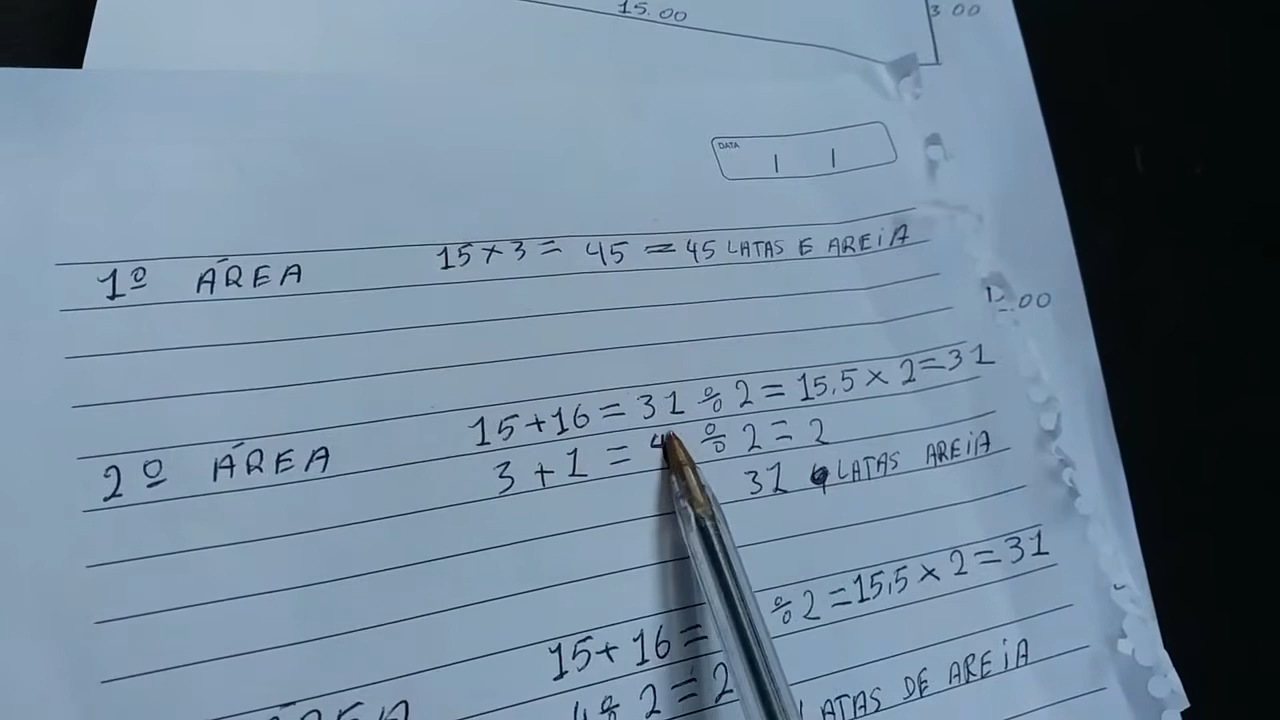 15.00
3 00
DATA
1º ÁREA 15×3= 45 = 45 LATAS E AREIA
.00
2º ÁREA 15+16=31 ÷2=15.5×2=31
3+1=4 ÷2=2
31 LATAS AREIA
15+16= ÷2=15,5×2=31
÷2=2 LATAS DE AREIA
ÁREA